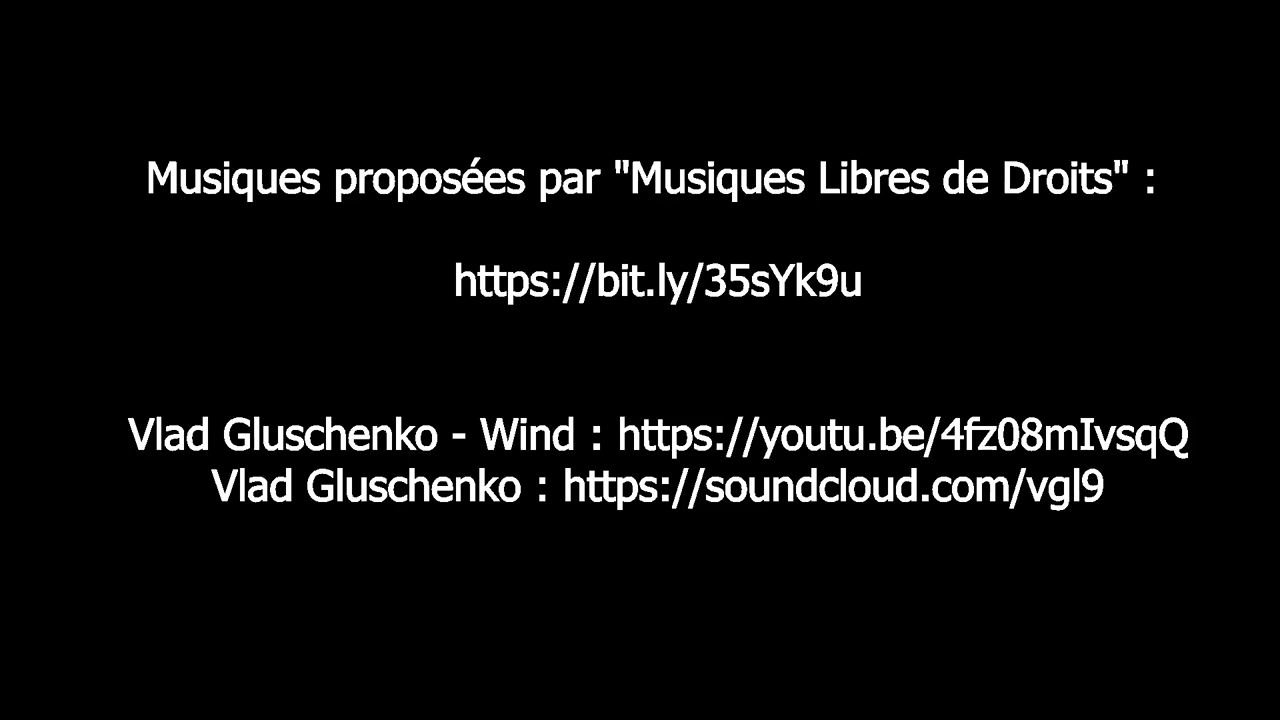 Musiques proposées par "Musiques Libres de Droits" :
https://bit.ly/35sYk9u
Vlad Gluschenko - Wind : https://youtu.be/4fz08mIvsqQ
Vlad Gluschenko : https://soundcloud.com/vgl9